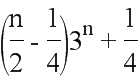 (n/2 - 1/4)3^n + 1/4